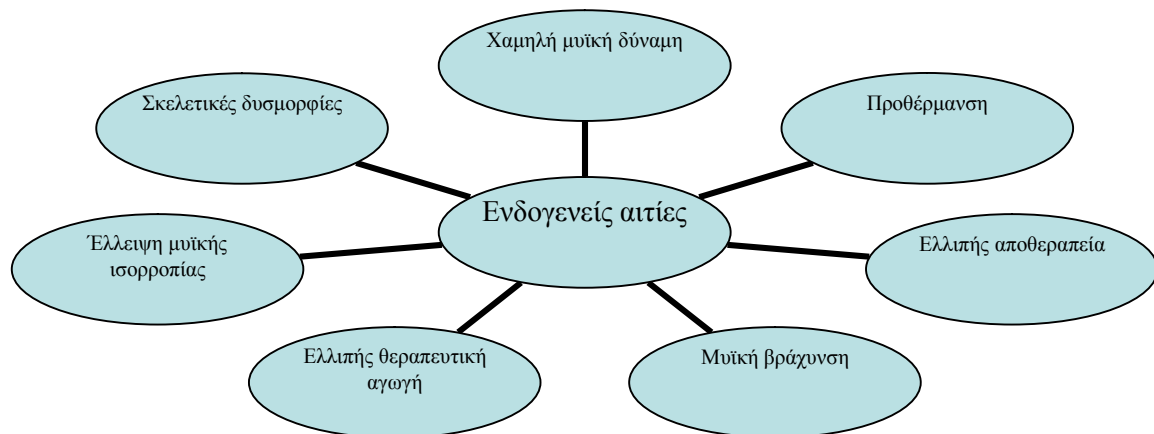 Χαμηλή μυϊκή δύναμη
Σκελετικές δυσμορφίες
Προθέρμανση
Ενδογενείς αιτίες
Έλλειψη μυϊκής
ισορροπίας
Ελλιπής αποθεραπεία
Ελλιπής θεραπευτική
αγωγή
Μυϊκή βράχυνση